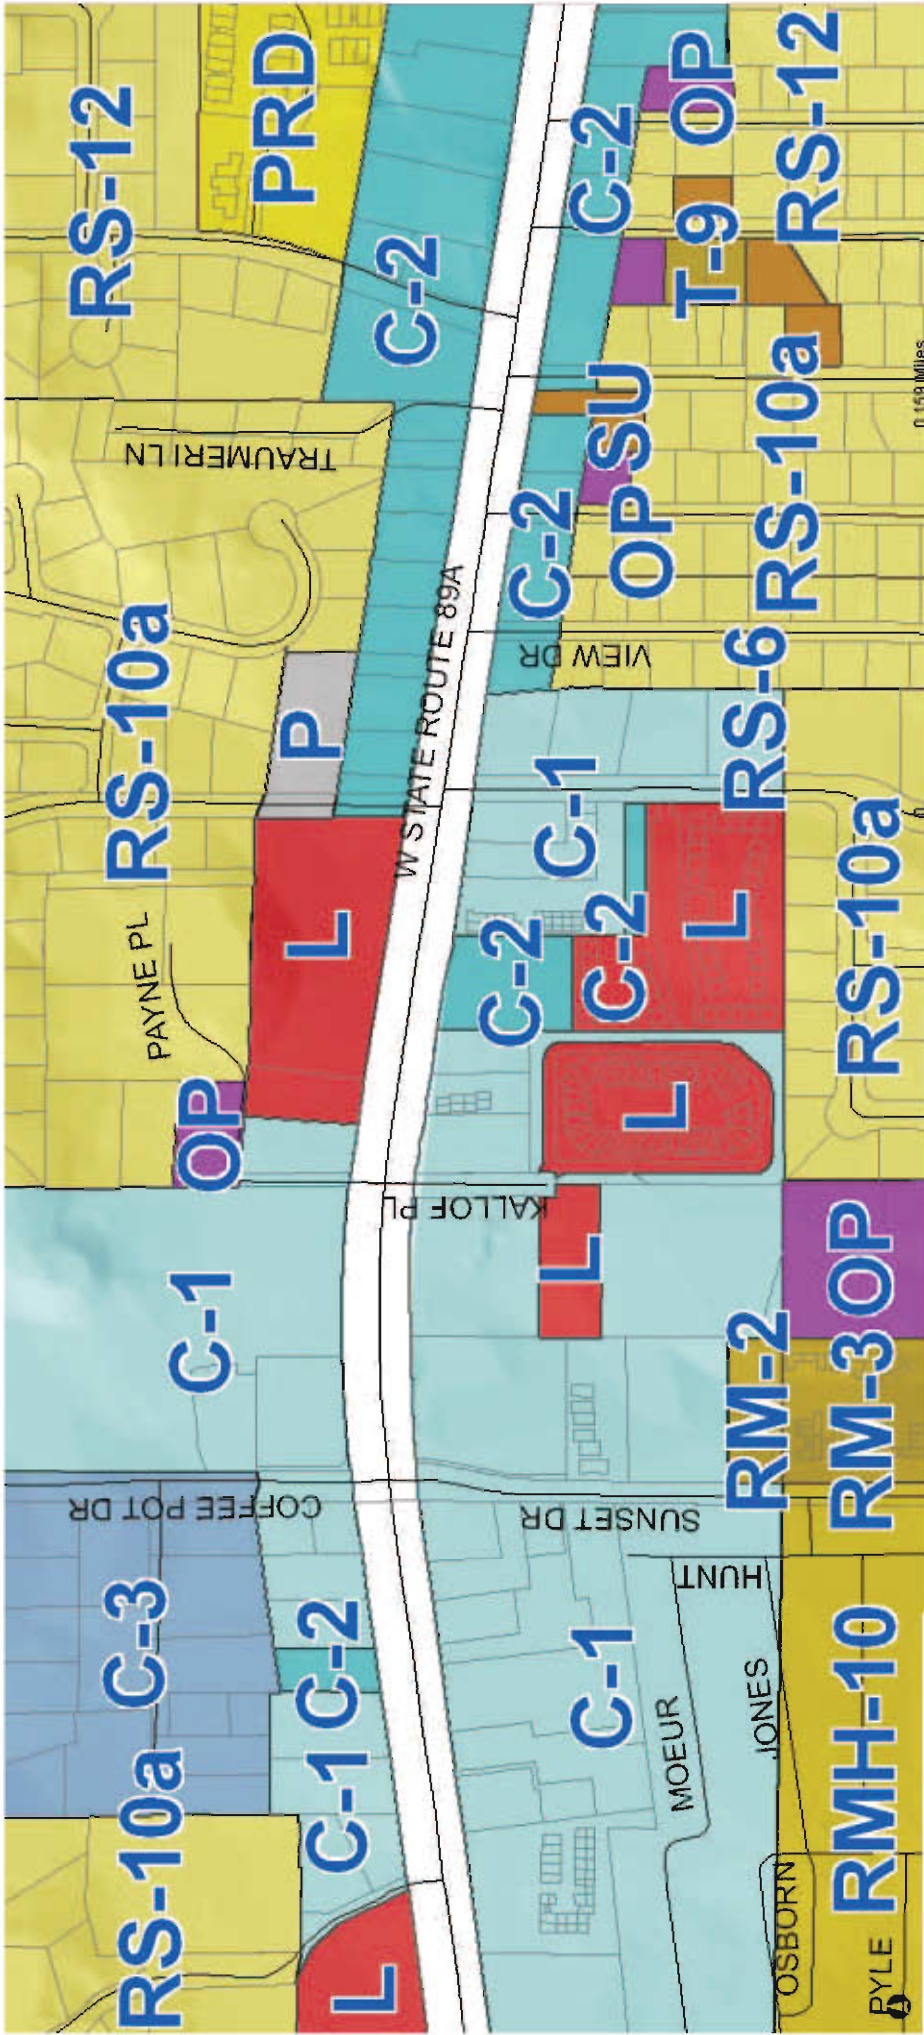 RS-10a
C-3
COFFEE POT DR
C-1
OP
PAYNE PL
RS-10a
TRAUMERI LN
RS-12
PRD
L
C-1
C-2
L
P
W STATE ROUTE 89A
C-2
C-1
SUNSET DR
KALLOF PL
L
L
C-2
C-2
L
C-1
VIEW DR
C-2
OP
SU
C-2
T-9
OP
MOEUR
JONES
HUNT
RM-2
RS-6
RS-10a
RS-12
OSBORN
PYLE
RMH-10
RM-3
OP
RS-10a
0.159 Miles